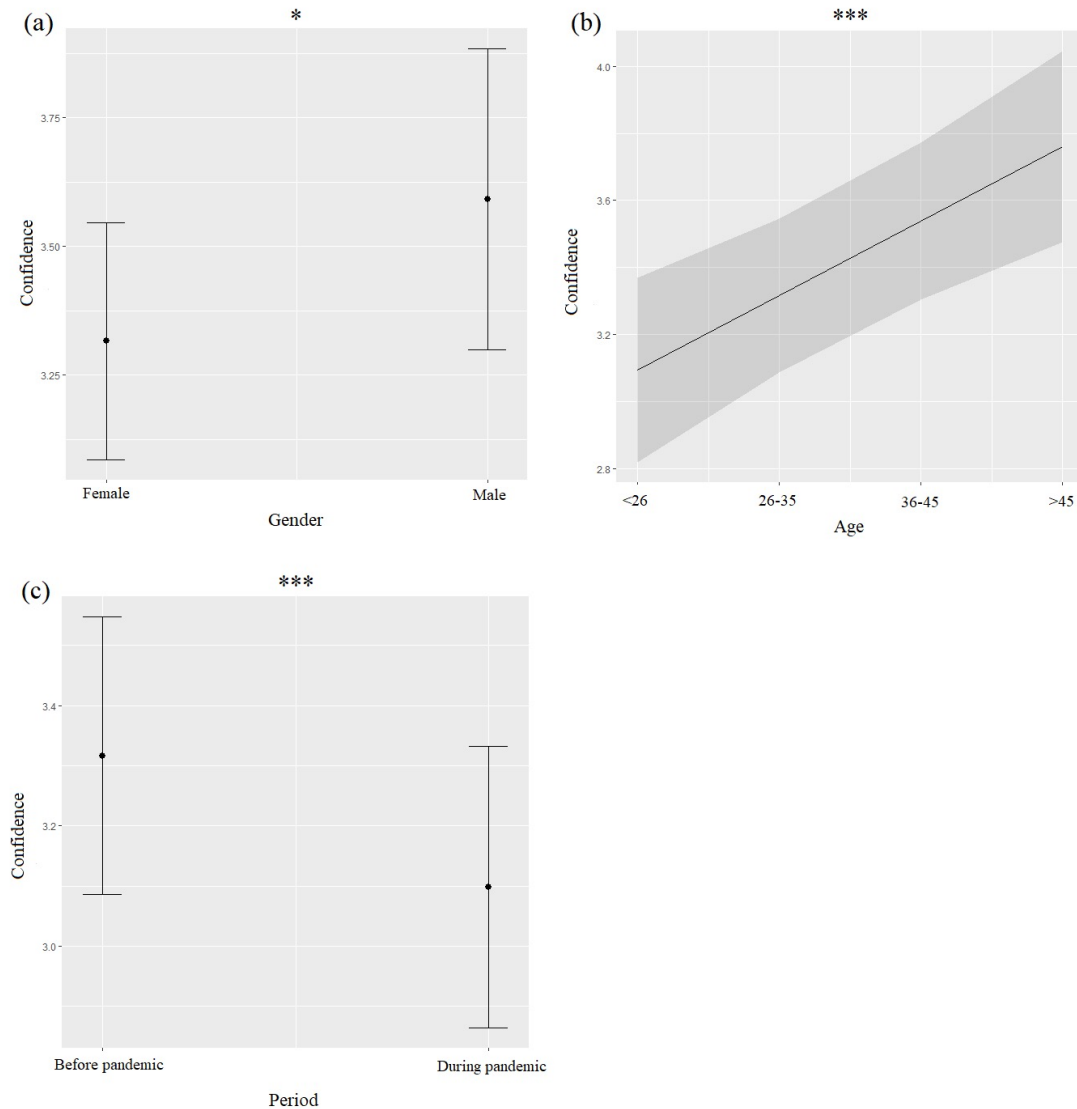 (a)
*
3.75
3.50
3.25
Confidence
Female
Male
Gender
(b)
***
4.0
3.6
3.2
2.8
Confidence
<26
26-35
36-45
>45
Age
(c)
***
3.4
3.2
3.0
Confidence
Before pandemic
During pandemic
Period